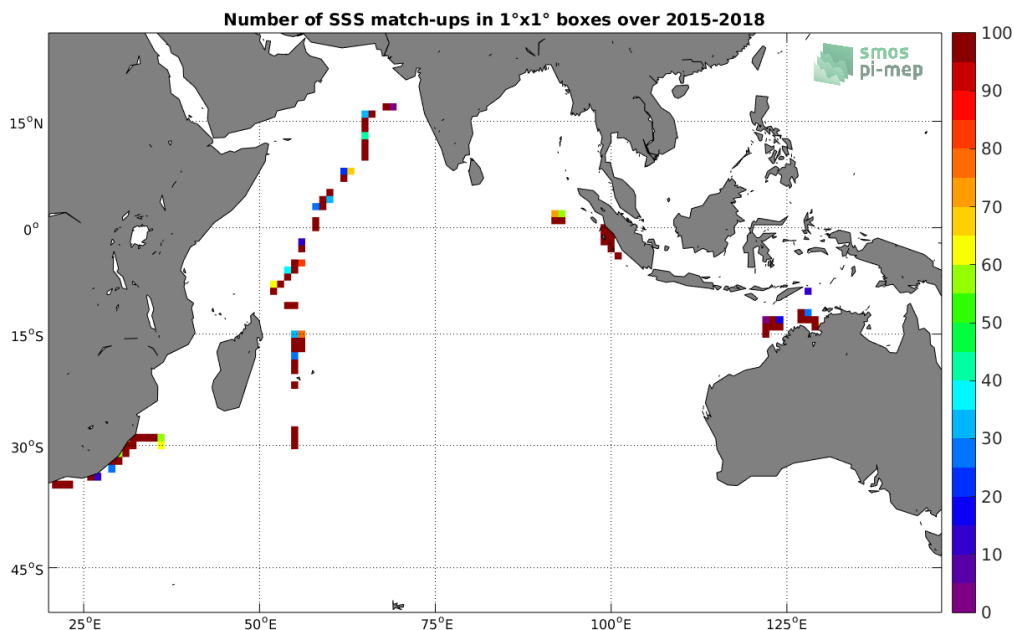 Number of SSS match-ups in 1°x1° boxes over 2015-2018
smos
pi-mep
100
90
80
70
60
50
40
30
20
10
0
15°N
0°
15°S
30°S
45°S
25°E
50°E
75°E
100°E
125°E